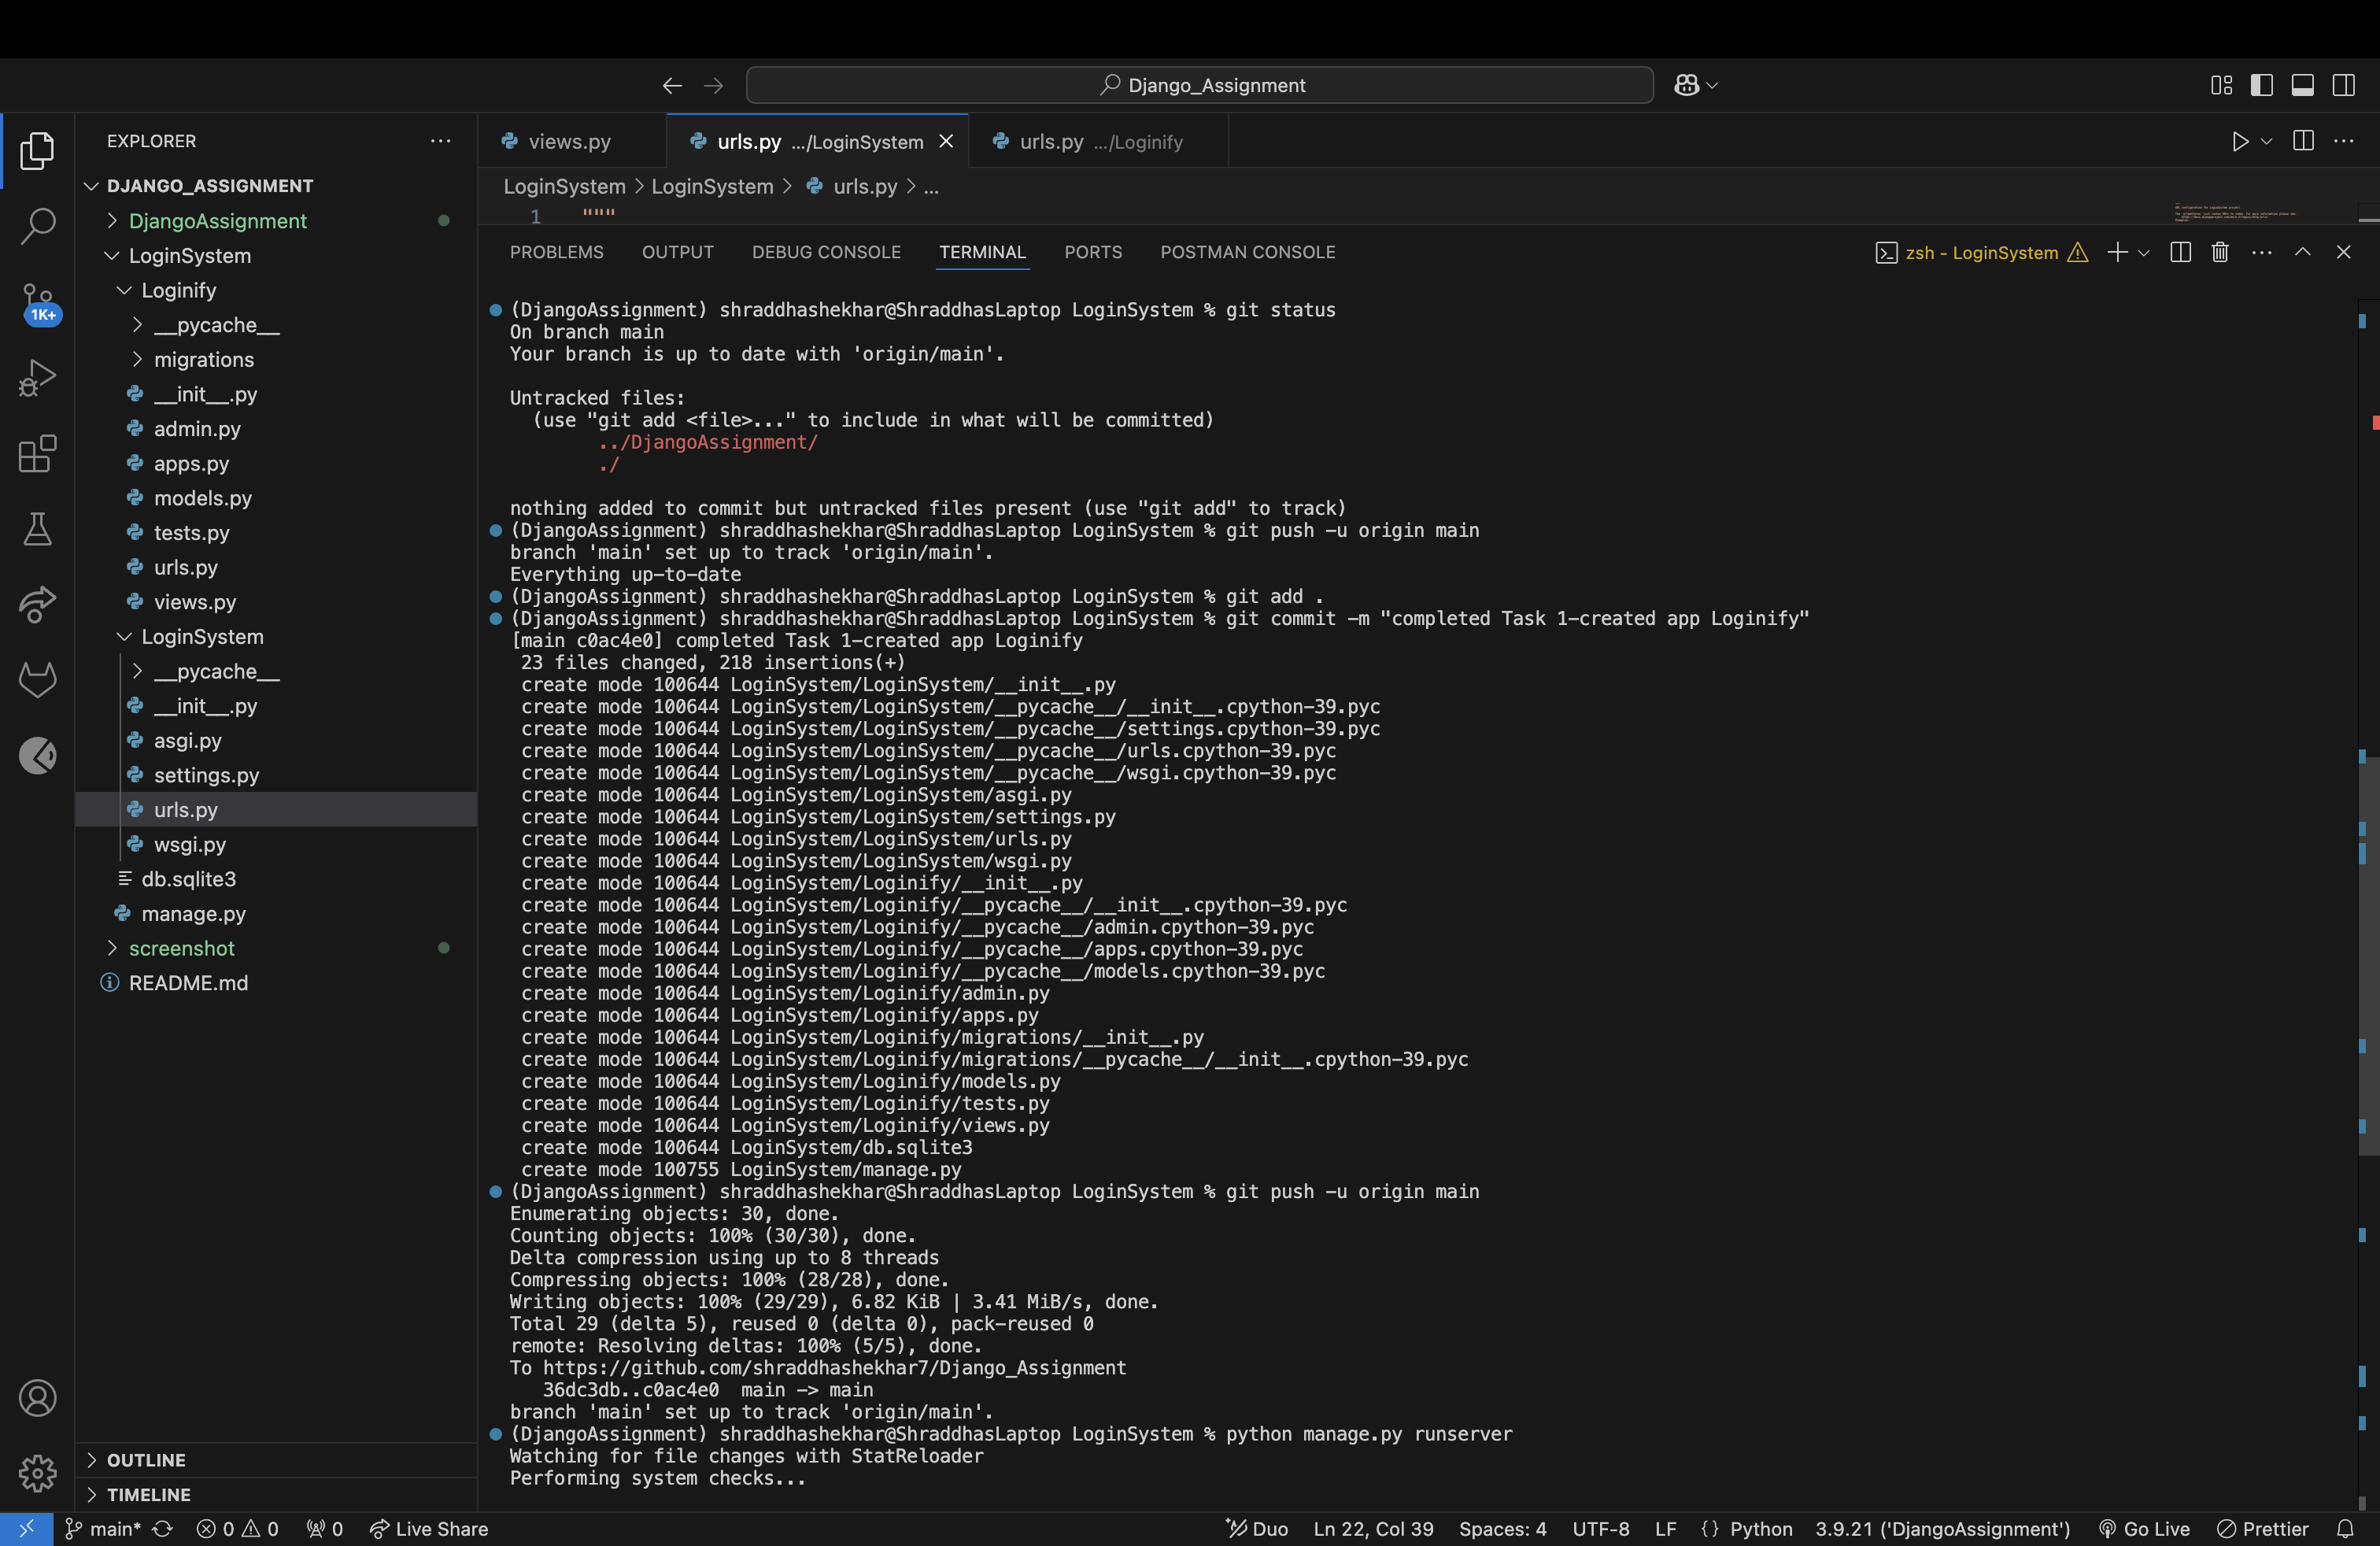 Django_Assignment
EXPLORER
DJANGO_ASSIGNMENT
DjangoAssignment
LoginSystem
Loginify
__pycache__
migrations
__init__.py
admin.py
apps.py
models.py
tests.py
urls.py
views.py
LoginSystem
__pycache__
__init__.py
asgi.py
settings.py
urls.py
wsgi.py
db.sqlite3
manage.py
screenshot
README.md
OUTLINE
TIMELINE
1K+
views.py
urls.py .../LoginSystem
urls.py .../Loginify
LoginSystem > LoginSystem > urls.py > ...
1 """
PROBLEMS OUTPUT DEBUG CONSOLE TERMINAL PORTS POSTMAN CONSOLE
zsh - LoginSystem
(DjangoAssignment) shraddhashekhar@ShraddhasLaptop LoginSystem % git status
On branch main
Your branch is up to date with 'origin/main'.
Untracked files:
(use "git add <file>..." to include in what will be committed)
../DjangoAssignment/
./
nothing added to commit but untracked files present (use "git add" to track)
(DjangoAssignment) shraddhashekhar@ShraddhasLaptop LoginSystem % git push -u origin main
branch 'main' set up to track 'origin/main'.
Everything up-to-date
(DjangoAssignment) shraddhashekhar@ShraddhasLaptop LoginSystem % git add .
(DjangoAssignment) shraddhashekhar@ShraddhasLaptop LoginSystem % git commit -m "completed Task 1-created app Loginify"
[main c0ac4e0] completed Task 1-created app Loginify
23 files changed, 218 insertions(+)
create mode 100644 LoginSystem/LoginSystem/__init__.py
create mode 100644 LoginSystem/LoginSystem/__pycache__/__init__.cpython-39.pyc
create mode 100644 LoginSystem/LoginSystem/__pycache__/settings.cpython-39.pyc
create mode 100644 LoginSystem/LoginSystem/__pycache__/urls.cpython-39.pyc
create mode 100644 LoginSystem/LoginSystem/__pycache__/wsgi.cpython-39.pyc
create mode 100644 LoginSystem/LoginSystem/asgi.py
create mode 100644 LoginSystem/LoginSystem/settings.py
create mode 100644 LoginSystem/LoginSystem/urls.py
create mode 100644 LoginSystem/LoginSystem/wsgi.py
create mode 100644 LoginSystem/Loginify/__init__.py
create mode 100644 LoginSystem/Loginify/__pycache__/__init__.cpython-39.pyc
create mode 100644 LoginSystem/Loginify/__pycache__/admin.cpython-39.pyc
create mode 100644 LoginSystem/Loginify/__pycache__/apps.cpython-39.pyc
create mode 100644 LoginSystem/Loginify/__pycache__/models.cpython-39.pyc
create mode 100644 LoginSystem/Loginify/admin.py
create mode 100644 LoginSystem/Loginify/apps.py
create mode 100644 LoginSystem/Loginify/migrations/__init__.py
create mode 100644 LoginSystem/Loginify/migrations/__pycache__/__init__.cpython-39.pyc
create mode 100644 LoginSystem/Loginify/models.py
create mode 100644 LoginSystem/Loginify/tests.py
create mode 100644 LoginSystem/Loginify/views.py
create mode 100644 LoginSystem/db.sqlite3
create mode 100755 LoginSystem/manage.py
(DjangoAssignment) shraddhashekhar@ShraddhasLaptop LoginSystem % git push -u origin main
Enumerating objects: 30, done.
Counting objects: 100% (30/30), done.
Delta compression using up to 8 threads
Compressing objects: 100% (28/28), done.
Writing objects: 100% (29/29), 6.82 KiB | 3.41 MiB/s, done.
Total 29 (delta 5), reused 0 (delta 0), pack-reused 0
remote: Resolving deltas: 100% (5/5), done.
To https://github.com/shraddhashekhar7/Django_Assignment
36dc3db..c0ac4e0  main -> main
branch 'main' set up to track 'origin/main'.
(DjangoAssignment) shraddhashekhar@ShraddhasLaptop LoginSystem % python manage.py runserver
Watching for file changes with StatReloader
Performing system checks...
main* 0 0 0 Live Share Duo Ln 22, Col 39 Spaces: 4 UTF-8 LF {} Python 3.9.21 ('DjangoAssignment') Go Live Prettier